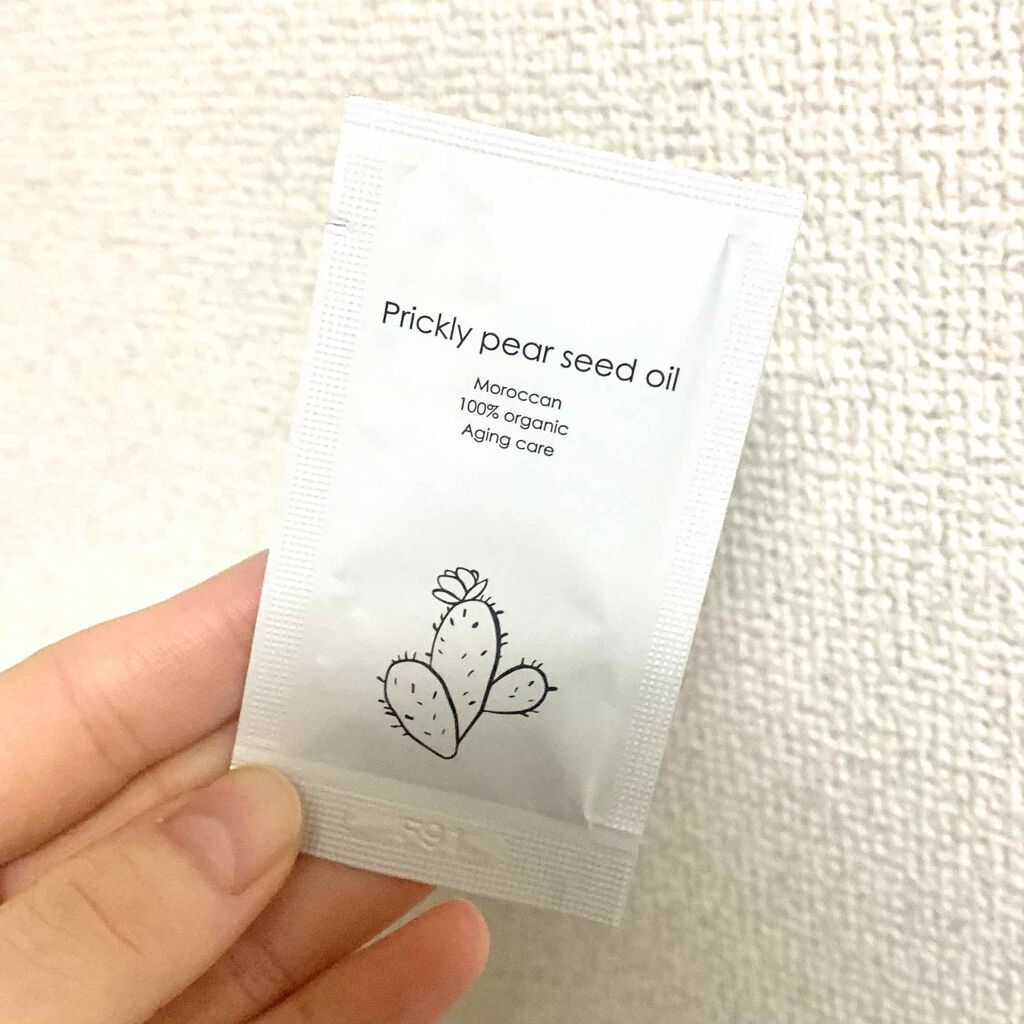 Prickly pear seed oil
Moroccan
100% organic
Aging care